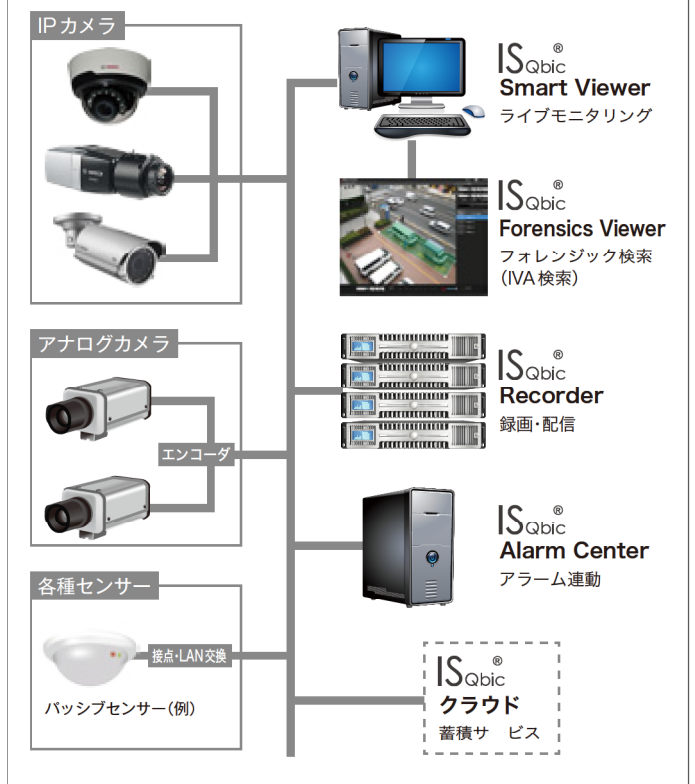 IPカメラ
アナログカメラ
エンコーダ
各種センサー
接点・LAN交換
パッシブセンサー(例)
ISQbic®
Smart Viewer
ライブモニタリング
ISQbic®
Forensics Viewer
フォレンジック検索
(IVA検索)
ISQbic®
Recorder
録画・配信
ISQbic®
Alarm Center
アラーム連動
ISQbic®
クラウド
蓄積サ ビス